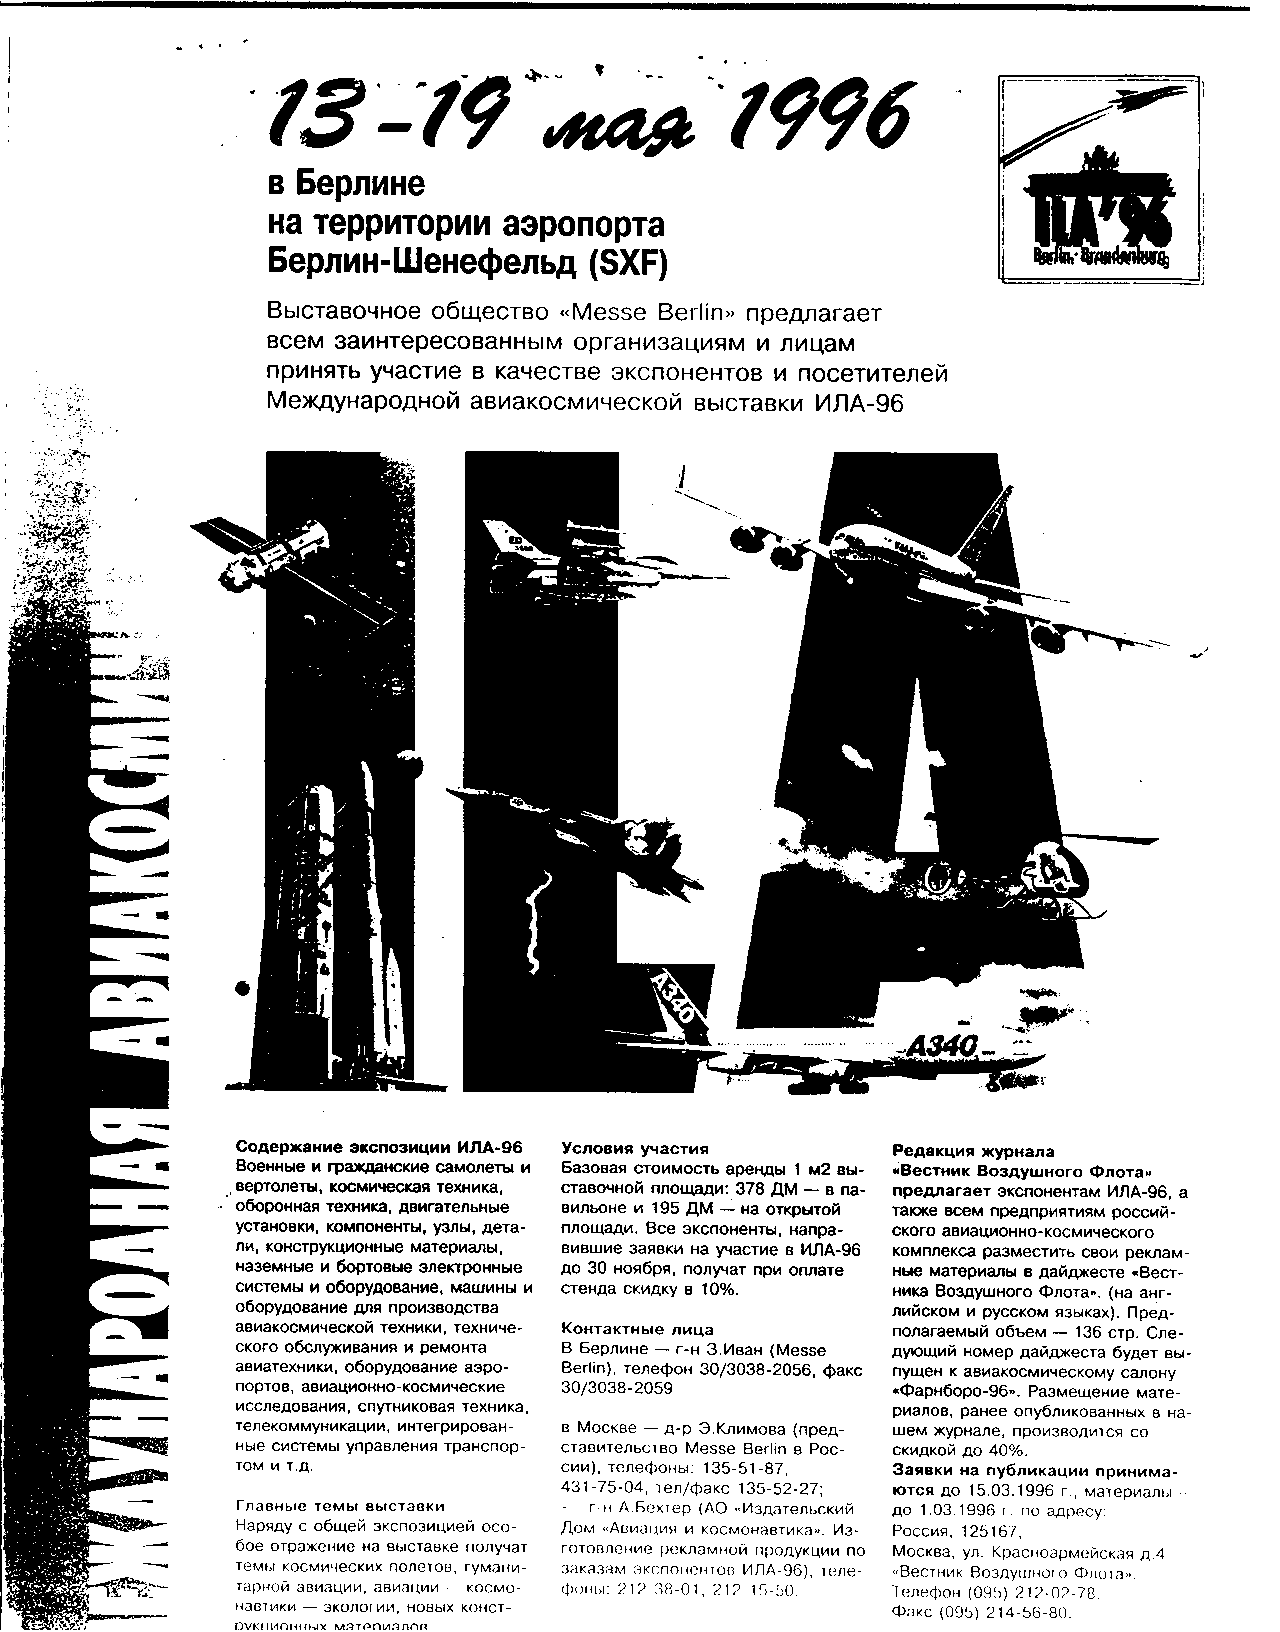 13-19 мая 1996
в Берлине
на территории аэропорта
Берлин-Шенефельд (SXF)
ILA'96
Berlin-Brandenburg
Выставочное общество «Messe Berlin» предлагает
всем заинтересованным организациям и лицам
принять участие в качестве экспонентов и посетителей
Международной авиакосмической выставки ИЛА-96
ILA
A340
A340
АВИАКОСМИ
Содержание экспозиции ИЛА-96
Военные и гражданские самолеты и
вертолеты, космическая техника,
оборонная техника, двигательные
установки, компоненты, узлы, дета-
ли, конструкционные материалы,
наземные и бортовые электронные
системы и оборудование, машины и
оборудование для производства
авиакосмической техники, техниче-
ского обслуживания и ремонта
авиатехники, оборудование аэро-
портов, авиационно-космические
исследования, спутниковая техника,
телекоммуникации, интегрирован-
ные системы управления транспор-
том и т.д.
Главные темы выставки
Наряду с общей экспозицией осо-
бое отражение на выставке получат
темы космических полетов, гумани-
тарной авиации, авиации - космо-
навтики — экологии, новых конст-
рукционных материалов
Условия участия
Базовая стоимость аренды 1 м2 вы-
ставочной площади: 378 ДМ — в па-
вильоне и 195 ДМ — на открытой
площади. Все экспоненты, напра-
вившие заявки на участие в ИЛА-96
до 30 ноября, получат при оплате
стенда скидку в 10%.
Контактные лица
В Берлине — г-н З.Иван (Messe
Berlin), телефон 30/3038-2056, факс
30/3038-2059
в Москве — д-р Э.Климова (пред-
ставительство Messe Berlin в Рос-
сии), телефоны: 135-51-87,
431-75-04, тел/факс 135-52-27;
- г-н А.Бехтер (АО «Издательский
Дом «Авиация и космонавтика». Из-
готовление рекламной продукции по
заказам экспонентов ИЛА-96), теле-
фоны: 212-38-01, 212-15-50.
Редакция журнала
«Вестник Воздушного Флота»
предлагает экспонентам ИЛА-96, а
также всем предприятиям россий-
ского авиационно-космического
комплекса разместить свои реклам-
ные материалы в дайджесте «Вест-
ника Воздушного Флота». (на анг-
лийском и русском языках). Пред-
полагаемый объем — 136 стр. Сле-
дующий номер дайджеста будет вы-
пущен к авиакосмическому салону
«Фарнборо-96». Размещение мате-
риалов, ранее опубликованных в на-
шем журнале, производится со
скидкой до 40%.
Заявки на публикации принима-
ются до 15.03.1996 г., материалы -
до 1.03.1996 г. по адресу:
Россия, 125167,
Москва, ул. Красноармейская д.4
«Вестник Воздушного Флота».
Телефон (095) 212-02-78.
Факс (095) 214-56-80.